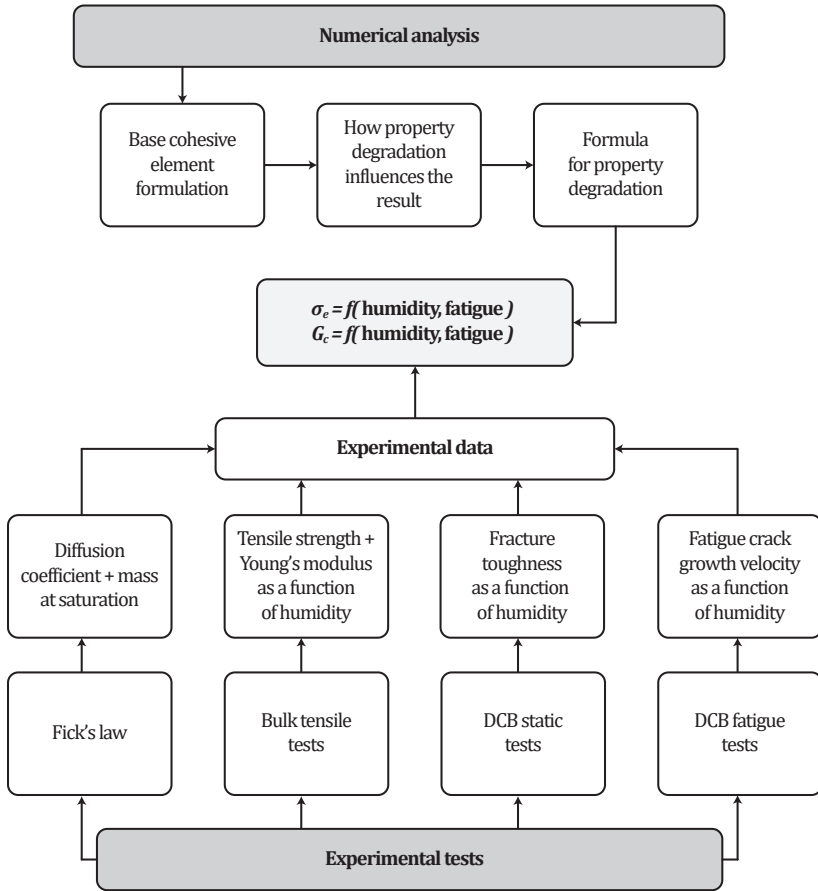 Numerical analysis
Base cohesive
element
formulation
How property
degradation
influences the
result
Formula
for property
degradation
σₑ = f( humidity, fatigue )
G_c = f( humidity, fatigue )
Experimental data
Diffusion
coefficient + mass
at saturation
Tensile strength +
Young's modulus
as a function
of humidity
Fracture
toughness
as a function
of humidity
Fatigue crack
growth velocity
as a function
of humidity
Fick's law
Bulk tensile
tests
DCB static
tests
DCB fatigue
tests
Experimental tests